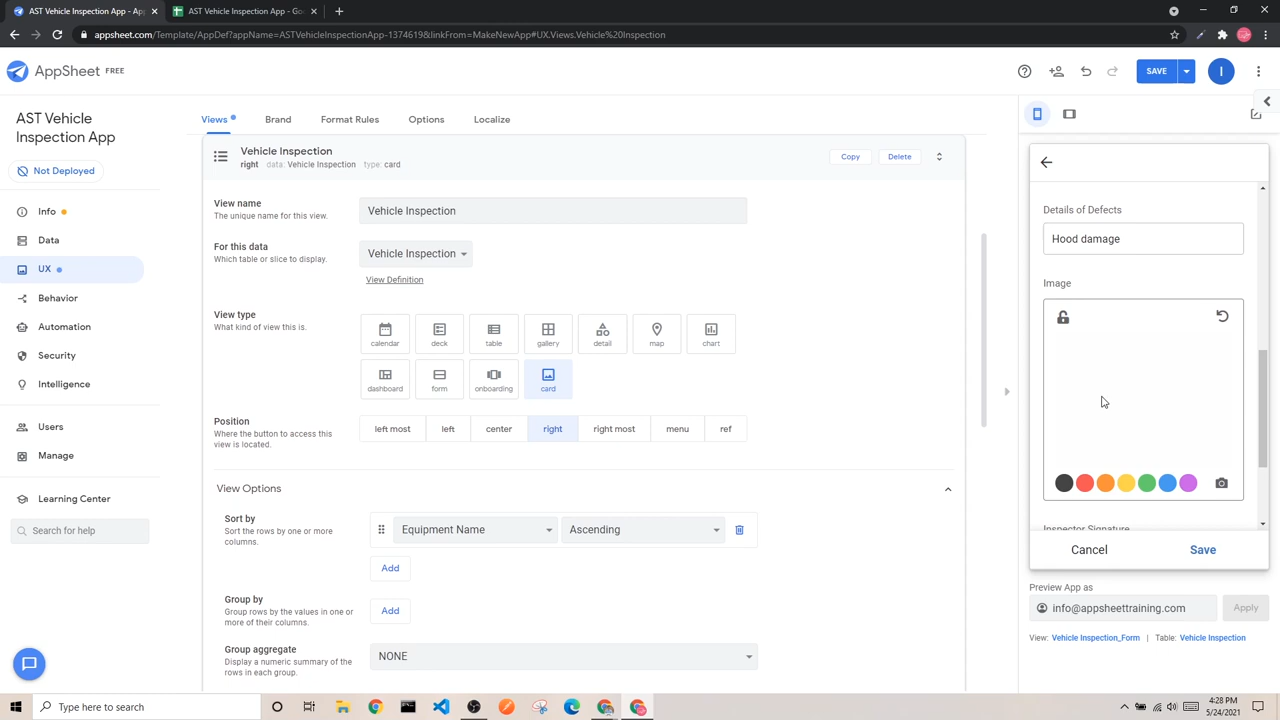 AST Vehicle Inspection App - App
AST Vehicle Inspection App - Goo
appsheet.com/Template/AppDef?appName=ASTVehicleInspectionApp-1374619&linkFrom=MakeNewApp#UX.Views.Vehicle%20Inspection
AppSheet FREE
SAVE
I
AST Vehicle
Inspection App
Not Deployed
Info
Data
UX
Behavior
Automation
Security
Intelligence
Users
Manage
Learning Center
Search for help
Views
Brand
Format Rules
Options
Localize
Vehicle Inspection
right data: Vehicle Inspection type: card
Copy
Delete
View name
The unique name for this view.
Vehicle Inspection
For this data
Which table or slice to display.
Vehicle Inspection
View Definition
View type
What kind of view this is.
calendar
deck
table
gallery
detail
map
chart
dashboard
form
onboarding
card
Position
Where the button to access this
view is located.
left most
left
center
right
right most
menu
ref
View Options
Sort by
Sort the rows by one or more
columns.
Equipment Name
Ascending
Add
Group by
Group rows by the values in one or
more of their columns.
Add
Group aggregate
Display a numeric summary of the
rows in each group.
NONE
Details of Defects
Hood damage
Image
Inspector Signature
Cancel
Save
Preview App as
info@appsheettraining.com
Apply
View: Vehicle Inspection_Form | Table: Vehicle Inspection
Type here to search
4:28 PM
5/24/2021